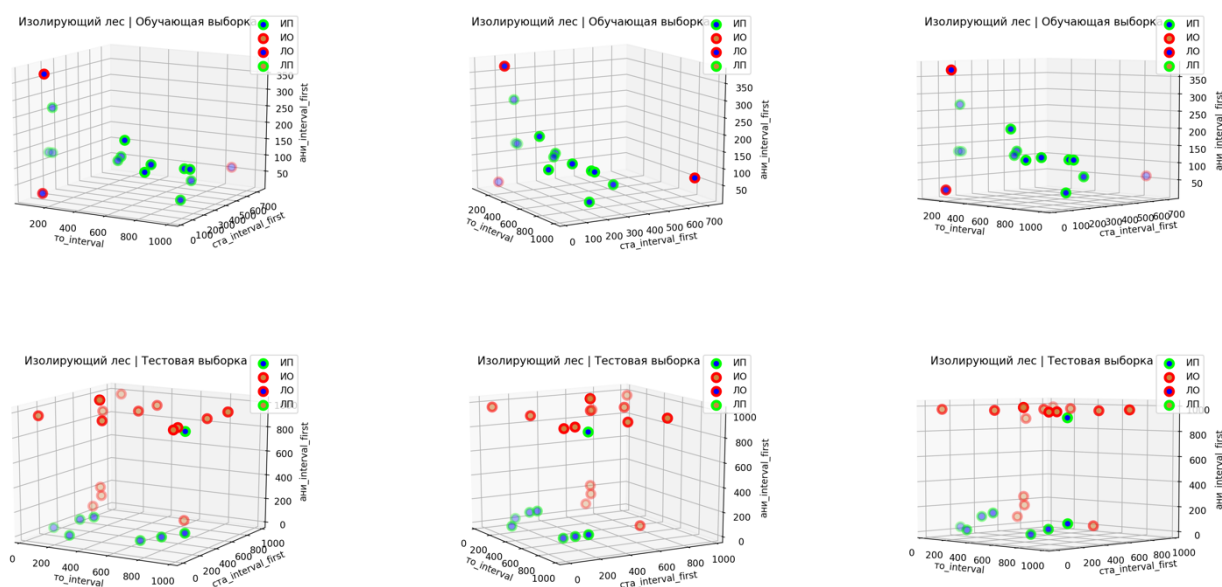 Изолирующий лес | Обучающая выборка
ИП
ИО
ЛО
ЛП
350
300
250
200
150
100
50
ани_interval_first
200 400 600 800 1000
то_interval
0 100 200 300 400 500 600 700
ста_interval_first
Изолирующий лес | Обучающая выборка
ИП
ИО
ЛО
ЛП
350
300
250
200
150
100
50
ани_interval_first
200 400 600 800 1000
то_interval
0 100 200 300 400 500 600 700
ста_interval_first
Изолирующий лес | Обучающая выборка
ИП
ИО
ЛО
ЛП
350
300
250
200
150
100
50
ани_interval_first
200 400 600 800 1000
то_interval
0 100 200 300 400 500 600 700
ста_interval_first
Изолирующий лес | Тестовая выборка
ИП
ИО
ЛО
ЛП
1000
800
600
400
200
0
ани_interval_first
0 200 400 600 800 1000
то_interval
0 200 400 600 800 1000
ста_interval_first
Изолирующий лес | Тестовая выборка
ИП
ИО
ЛО
ЛП
1000
800
600
400
200
0
ани_interval_first
0 200 400 600 800 1000
то_interval
0 200 400 600 800 1000
ста_interval_first
Изолирующий лес | Тестовая выборка
ИП
ИО
ЛО
ЛП
1000
800
600
400
200
0
ани_interval_first
0 200 400 600 800 1000
то_interval
0 200 400 600 800 1000
ста_interval_first